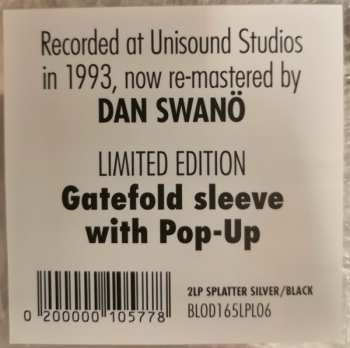 Recorded at Unisound Studios
in 1993, now re-mastered by
DAN SWANÖ
LIMITED EDITION
Gatefold sleeve
with Pop-Up
2LP SPLATTER SILVER/BLACK
BLOD165LPL06
0 200000 105778